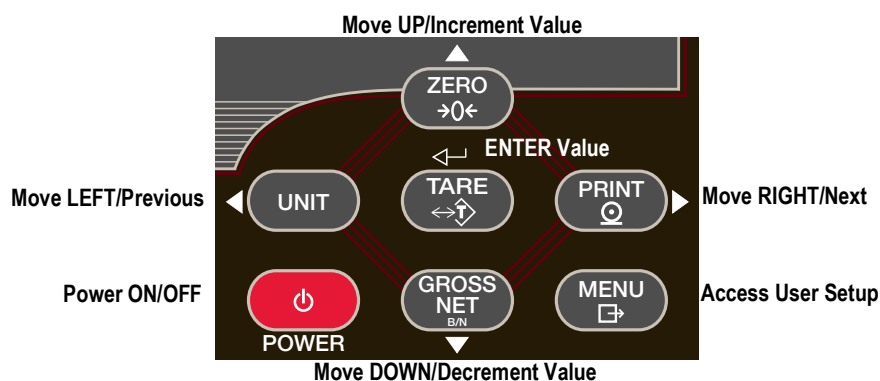 Move UP/Increment Value
ZERO
→0←
ENTER Value
Move LEFT/Previous
UNIT
TARE
↔T
PRINT
Move RIGHT/Next
Power ON/OFF
GROSS
NET
B/N
MENU
Access User Setup
POWER
Move DOWN/Decrement Value